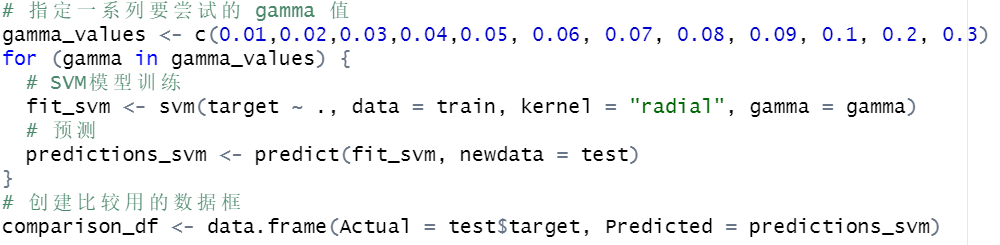 # 指定一系列要尝试的 gamma 值
gamma_values <- c(0.01,0.02,0.03,0.04,0.05, 0.06, 0.07, 0.08, 0.09, 0.1, 0.2, 0.3)
for (gamma in gamma_values) {
  # SVM模型训练
  fit_svm <- svm(target ~ ., data = train, kernel = "radial", gamma = gamma)
  # 预测
  predictions_svm <- predict(fit_svm, newdata = test)
}
# 创建比较用的数据框
comparison_df <- data.frame(Actual = test$target, Predicted = predictions_svm)